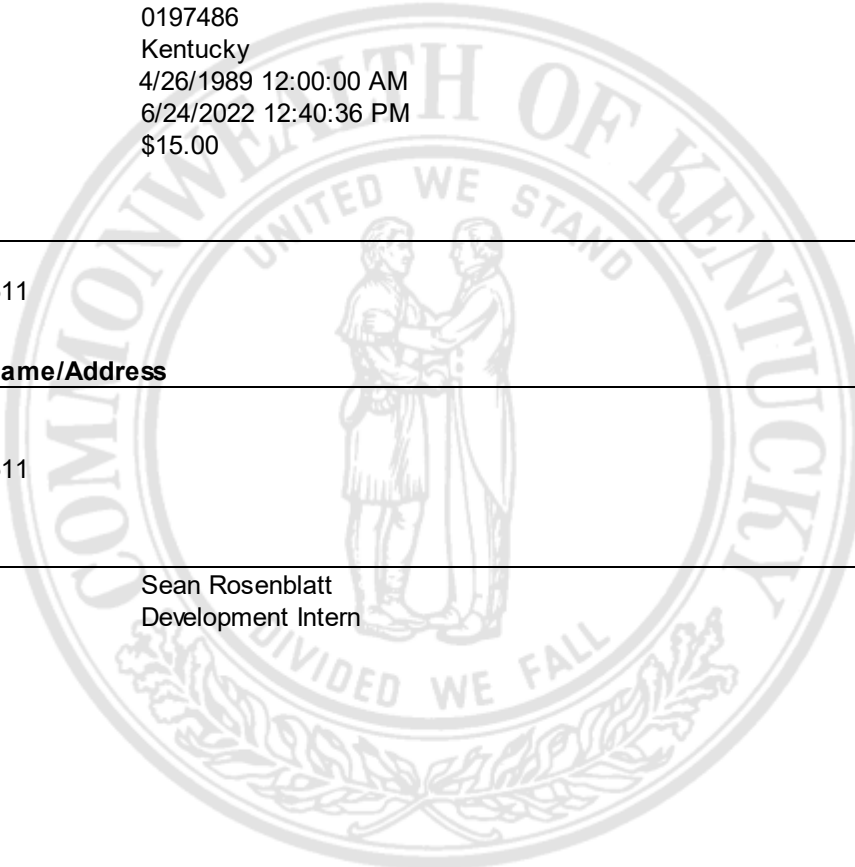 0197486
Kentucky
4/26/1989 12:00:00 AM
6/24/2022 12:40:36 PM
$15.00
COMMONWEALTH OF KENTUCKY
UNITED WE STAND
11
ame/Address
11
Sean Rosenblatt
Development Intern
DIVIDED WE FALL